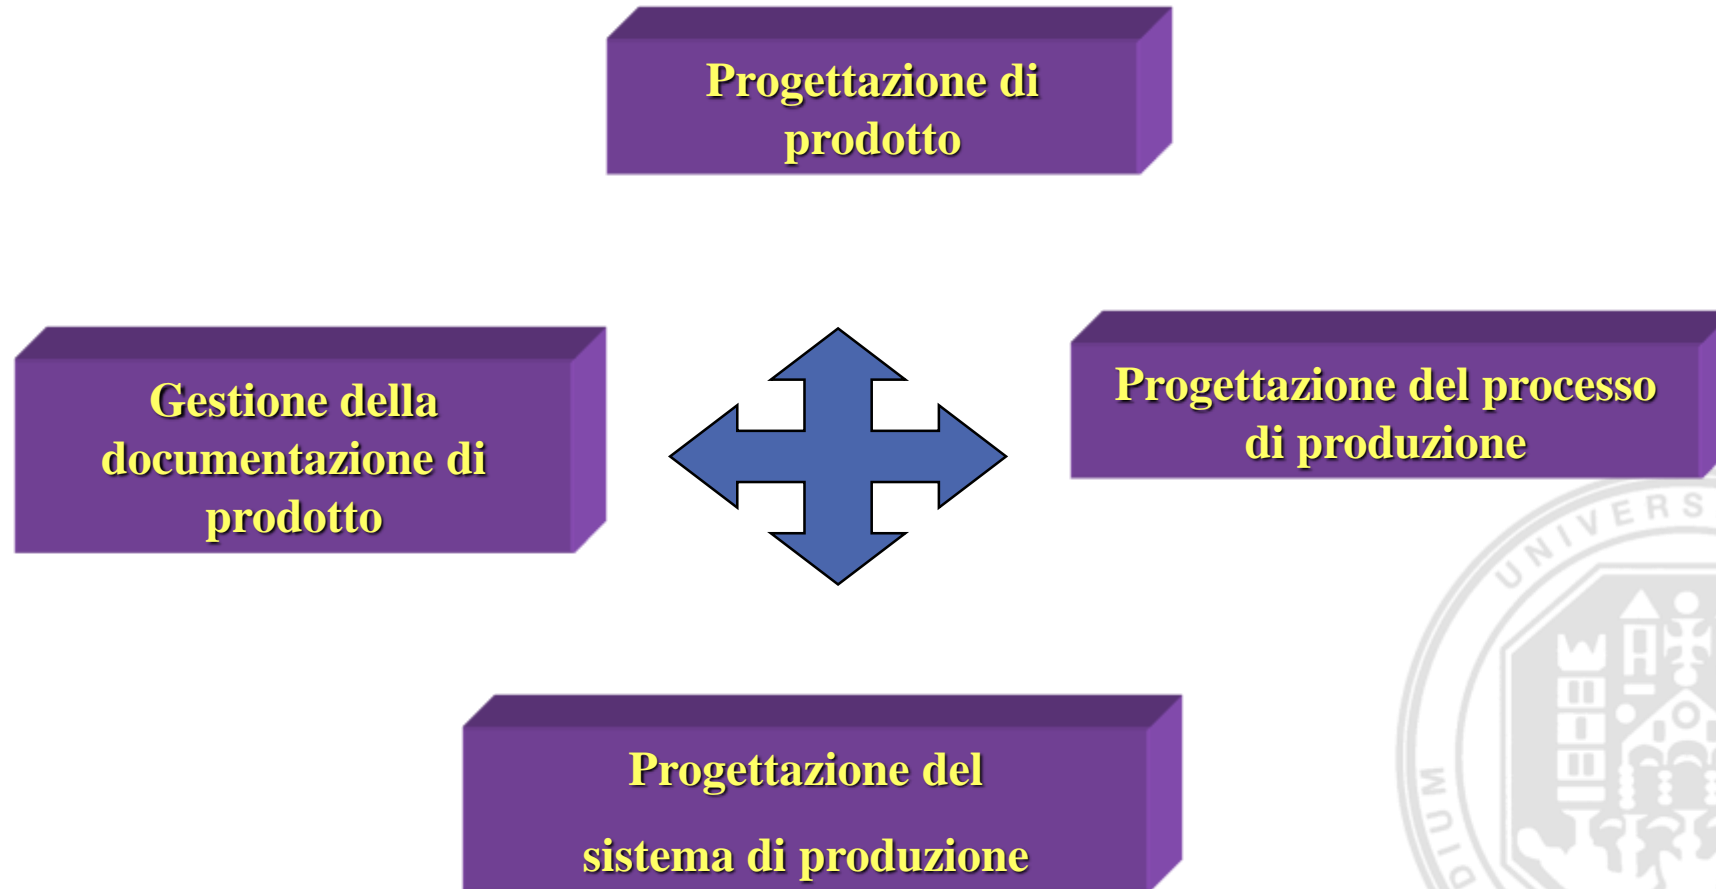 Progettazione di
prodotto
Gestione della
documentazione di
prodotto
Progettazione del processo
di produzione
UNIVERS
DIUM
Progettazione del
sistema di produzione